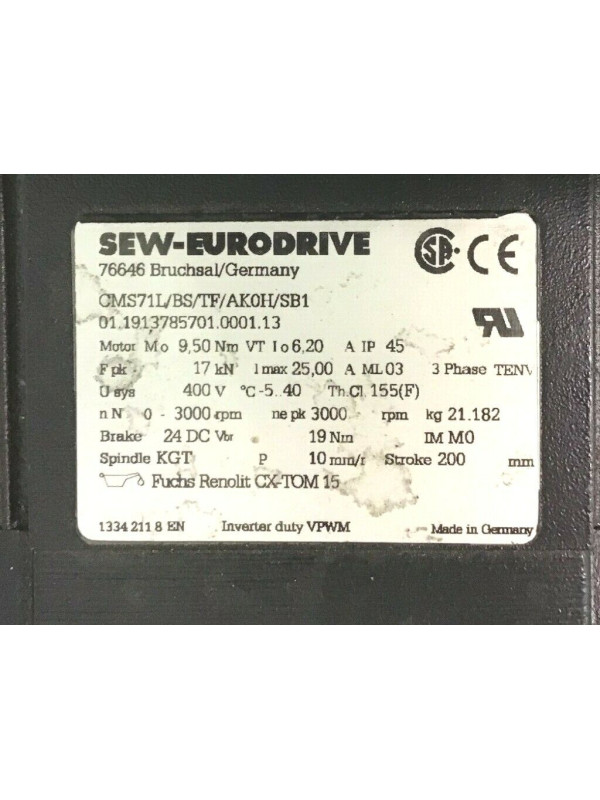 SEW-EURODRIVE
76646 Bruchsal/Germany
CMS71L/BS/TF/AK0H/SB1
01.1913785701.0001.13
Motor Mo 9,50 Nm VT I o 6,20 A IP 45
F pk 17 kN I max 25,00 A ML 03 3 Phase TENV
U sys 400 V °C -5..40 Th.Cl. 155(F)
n N 0 - 3000 rpm ne pk 3000 rpm kg 21.182
Brake 24 DC Vbr 19 Nm IM M0
Spindle KGT P 10 mm/r Stroke 200 mm
Fuchs Renolit CX-TOM 15
1334 211 8 EN Inverter duty VPWM Made in Germany
SA
CE
UR